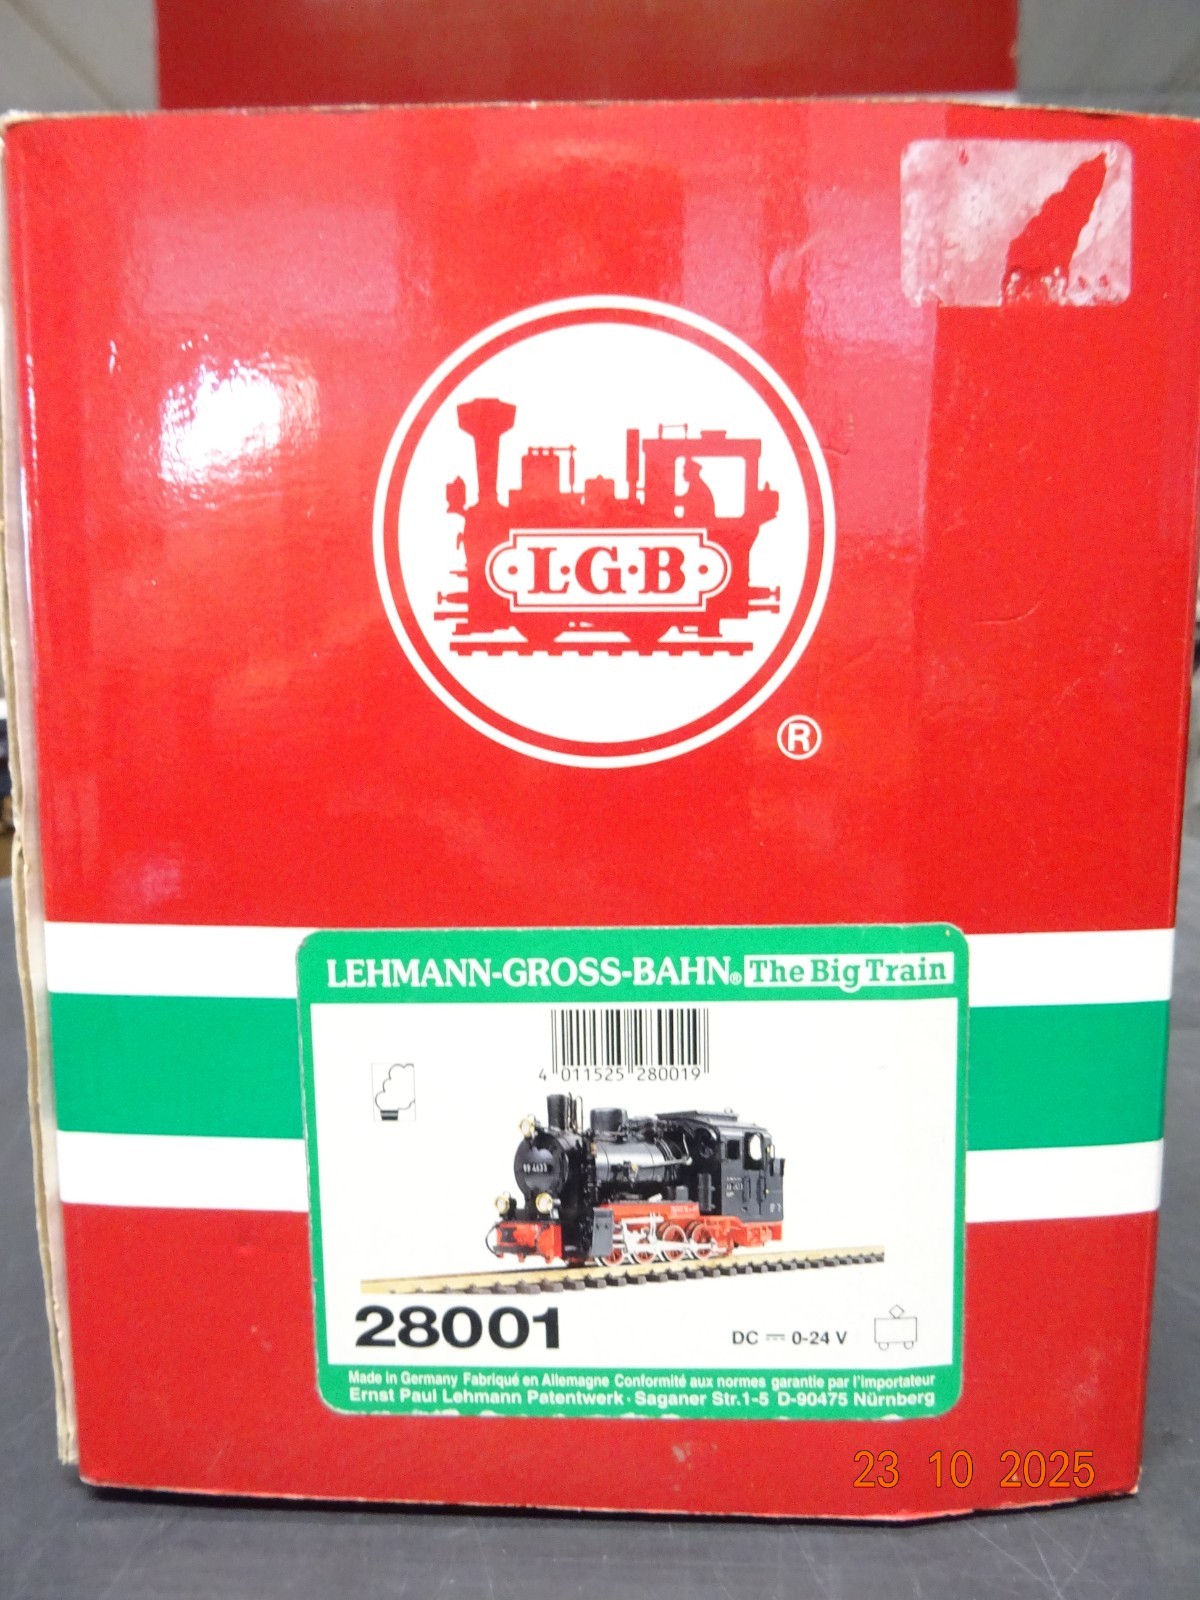 L·G·B
®
LEHMANN-GROSS-BAHN® The Big Train
4 011525 280019
99 4633
28001
DC 0-24 V
Made in Germany Fabriqué en Allemagne Conformité aux normes garantie par l'importateur
Ernst Paul Lehmann Patentwerk · Saganer Str.1-5 D-90475 Nürnberg
23 10 2025